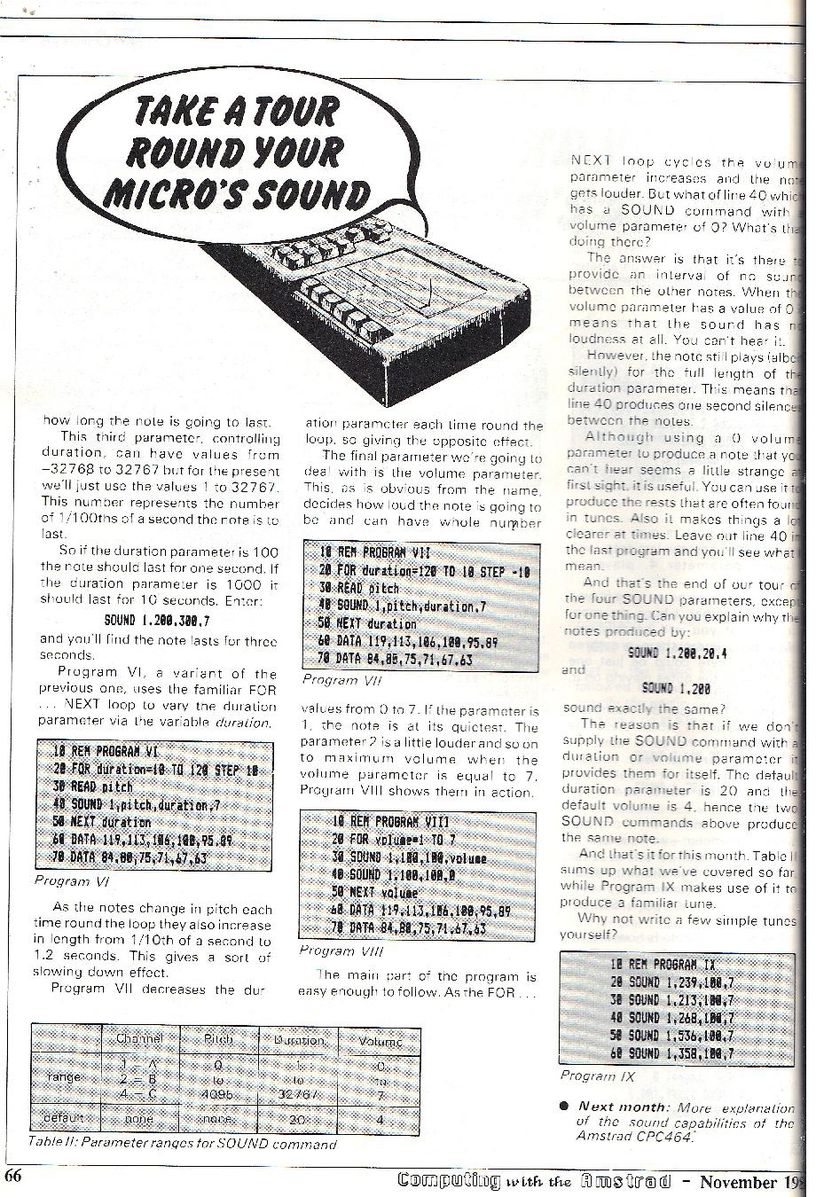 TAKE A TOUR
ROUND YOUR
MICRO'S SOUND
how long the note is going to last.
This third parameter, controlling
duration, can have values from
–32768 to 32767 but for the present
we'll just use the values 1 to 32767.
This number represents the number
of 1/100ths of a second the note is to
last.
So if the duration parameter is 100
the note should last for one second. If
the duration parameter is 1000 it
should last for 10 seconds. Enter:
SOUND 1,200,300,7
and you'll find the note lasts for three
seconds.
Program VI, a variant of the
previous one, uses the familiar FOR
... NEXT loop to vary the duration
parameter via the variable duration.
10 REM PROGRAM VI
20 FOR duration=10 TO 120 STEP 10
30 READ pitch
40 SOUND 1,pitch,duration,7
50 NEXT duration
60 DATA 119,113,106,100,95,89
70 DATA 84,80,75,71,67,63
Program VI
As the notes change in pitch each
time round the loop they also increase
in length from 1/10th of a second to
1.2 seconds. This gives a sort of
slowing down effect.
Program VII decreases the dur-
ation parameter each time round the
loop, so giving the opposite effect.
The final parameter we're going to
deal with is the volume parameter.
This, as is obvious from the name,
decides how loud the note is going to
be and can have whole number
10 REM PROGRAM VII
20 FOR duration=120 TO 10 STEP -10
30 READ pitch
40 SOUND 1,pitch,duration,7
50 NEXT duration
60 DATA 119,113,106,100,95,89
70 DATA 84,80,75,71,67,63
Program VII
values from 0 to 7. If the parameter is
1, the note is at its quietest. The
parameter 2 is a little louder and so on
to maximum volume when the
volume parameter is equal to 7.
Program VIII shows them in action.
10 REM PROGRAM VIII
20 FOR volume=1 TO 7
30 SOUND 1,100,100,volume
40 SOUND 1,100,100,0
50 NEXT volume
60 DATA 119,113,106,100,95,89
70 DATA 84,80,75,71,67,63
Program VIII
The main part of the program is
easy enough to follow. As the FOR ...
NEXT loop cycles the volum
parameter increases and the not
gets louder. But what of line 40 whic
has a SOUND command with
volume parameter of 0? What's tha
doing there?
The answer is that it's there t
provide an interval of no soun
between the other notes. When th
volume parameter has a value of 0
means that the sound has n
loudness at all. You can't hear it.
However, the note still plays (albe
silently) for the full length of th
duration parameter. This means tha
line 40 produces one second silence
between the notes.
Although using a 0 volum
parameter to produce a note that yo
can't hear seems a little strange a
first sight, it is useful. You can use it t
produce the rests that are often foun
in tunes. Also it makes things a lo
clearer at times. Leave out line 40 i
the last program and you'll see what
mean.
And that's the end of our tour o
the four SOUND parameters, excep
for one thing. Can you explain why th
notes produced by:
SOUND 1,200,20,4
and
SOUND 1,200
sound exactly the same?
The reason is that if we don't
supply the SOUND command with a
duration or volume parameter it
provides them for itself. The defaul
duration parameter is 20 and the
default volume is 4, hence the two
SOUND commands above produce
the same note.
And that's it for this month. Table II
sums up what we've covered so far
while Program IX makes use of it to
produce a familiar tune.
Why not write a few simple tunes
yourself?
10 REM PROGRAM IX
20 SOUND 1,239,100,7
30 SOUND 1,213,100,7
40 SOUND 1,268,100,7
50 SOUND 1,536,100,7
60 SOUND 1,358,100,7
Program IX
● Next month: More explanation
of the sound capabilities of the
Amstrad CPC464.
Channel Pitch Duration Volume
range 1 = A 0 1 0
2 = B to to to
4 = C 4095 32767 7
default none none 20 4
Table II: Parameter ranges for SOUND command
66
Computing with the Amstrad – November 19